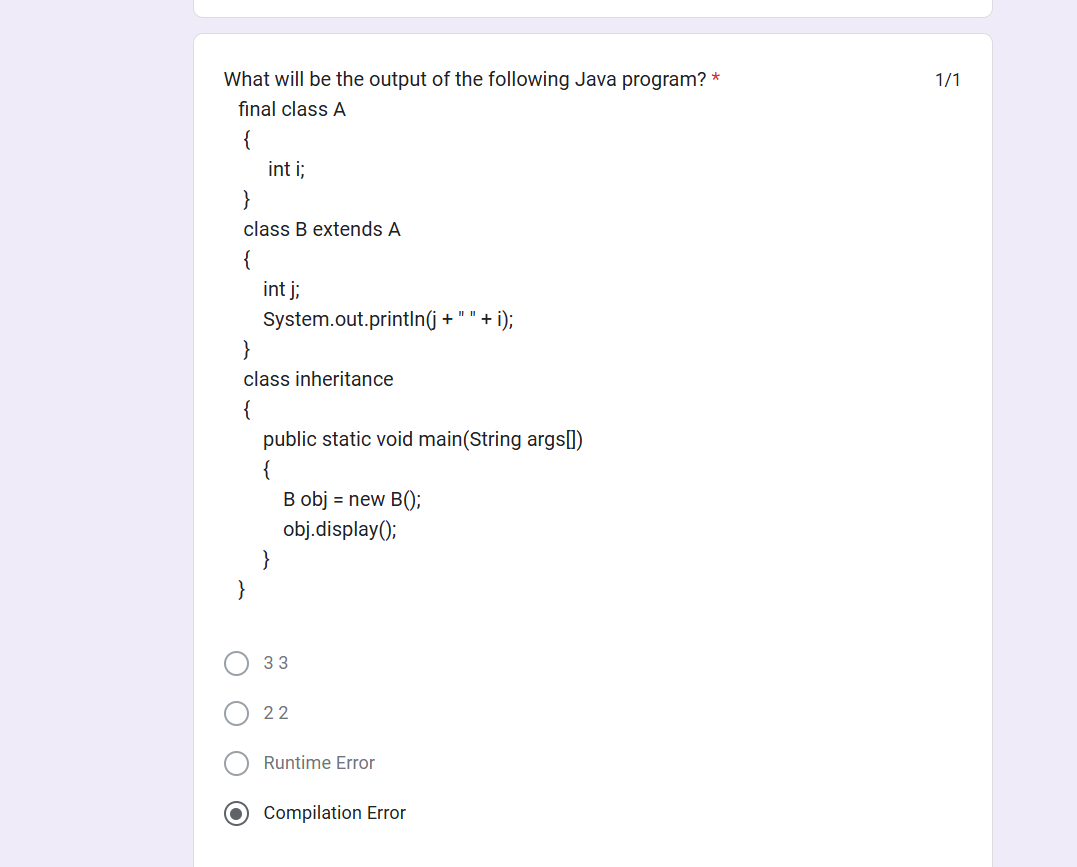 What will be the output of the following Java program? *
1/1
final class A
{
int i;
}
class B extends A
{
int j;
System.out.println(j + " " + i);
}
class inheritance
{
public static void main(String args[])
{
B obj = new B();
obj.display();
}
}
3 3
2 2
Runtime Error
Compilation Error